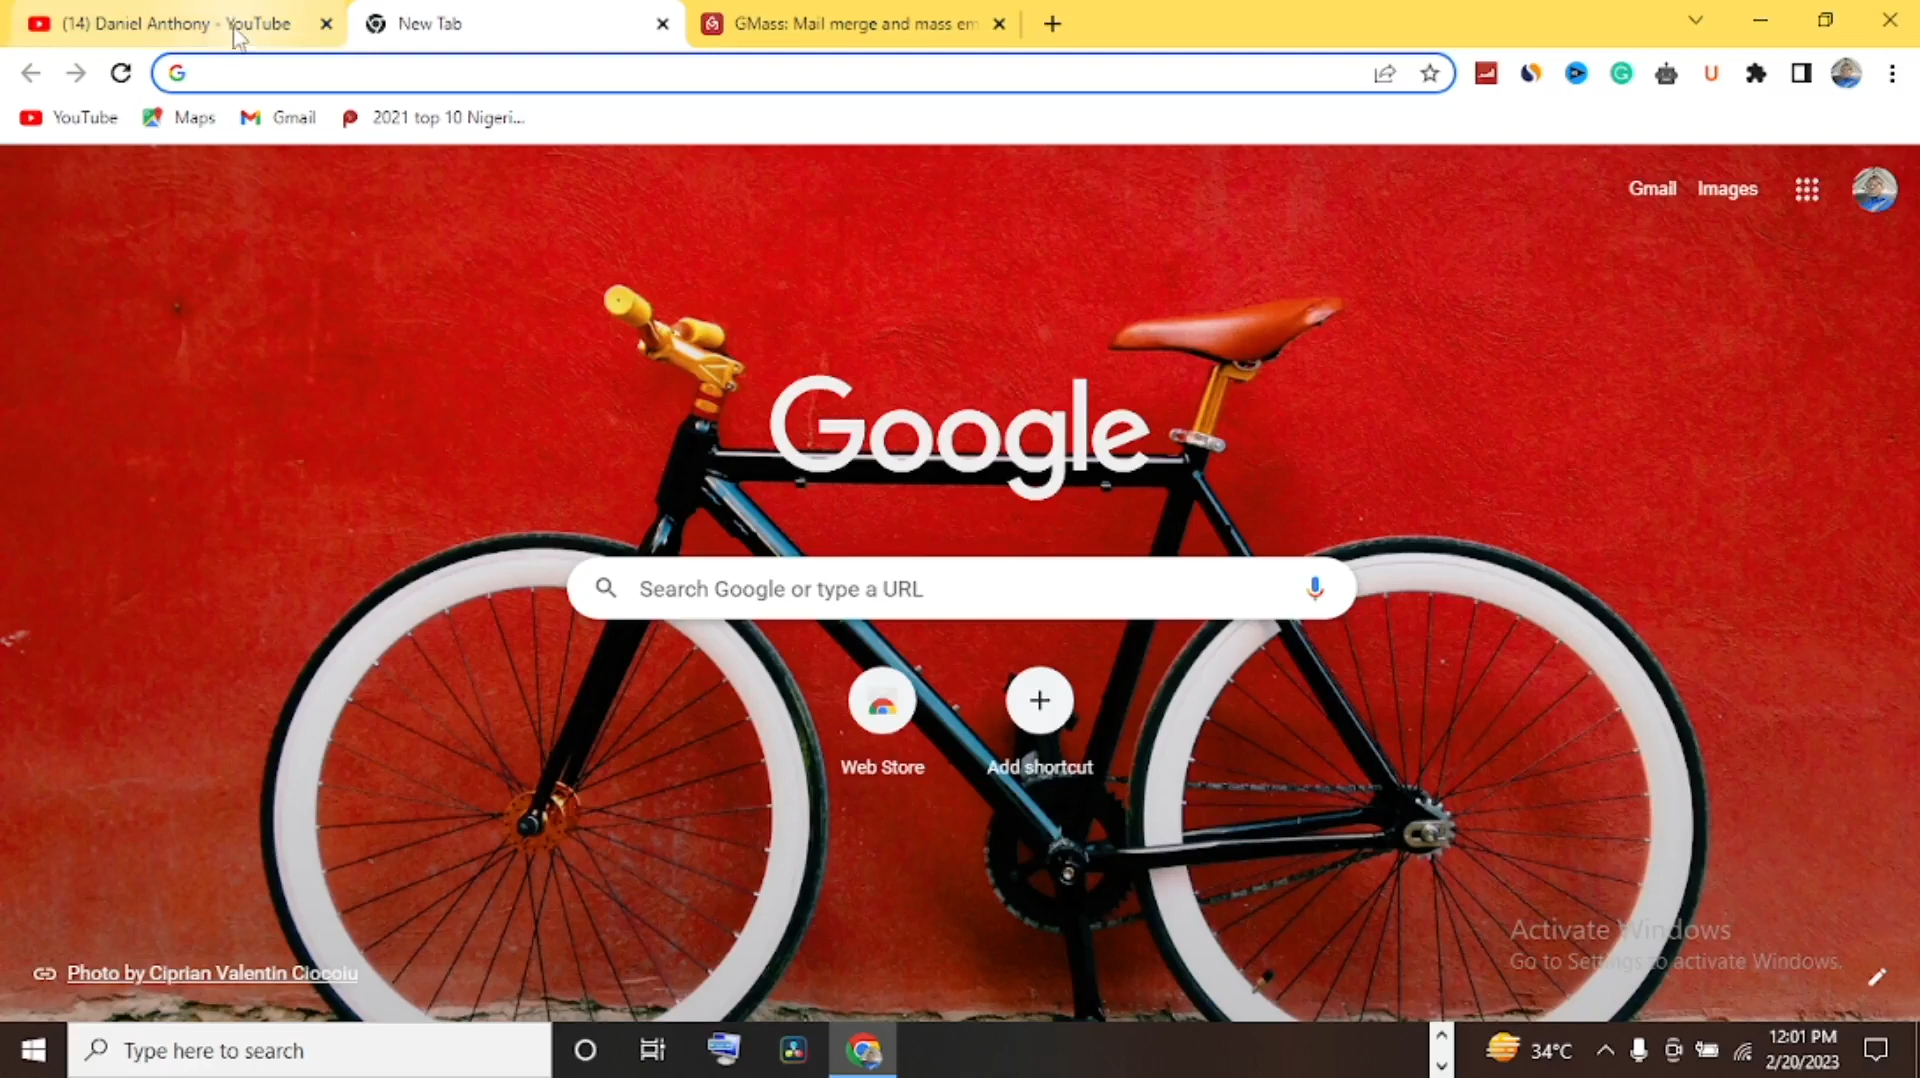 (14) Daniel Anthony - YouTube
New Tab
GMass: Mail merge and mass em
YouTube
Maps
Gmail
2021 top 10 Nigeri...
Gmail
Images
Google
Search Google or type a URL
Web Store
Add shortcut
Activate Windows
Go to Settings to activate Windows.
Photo by Ciprian Valentin Ciocoiu
Type here to search
34°C
12:01 PM
2/20/2023